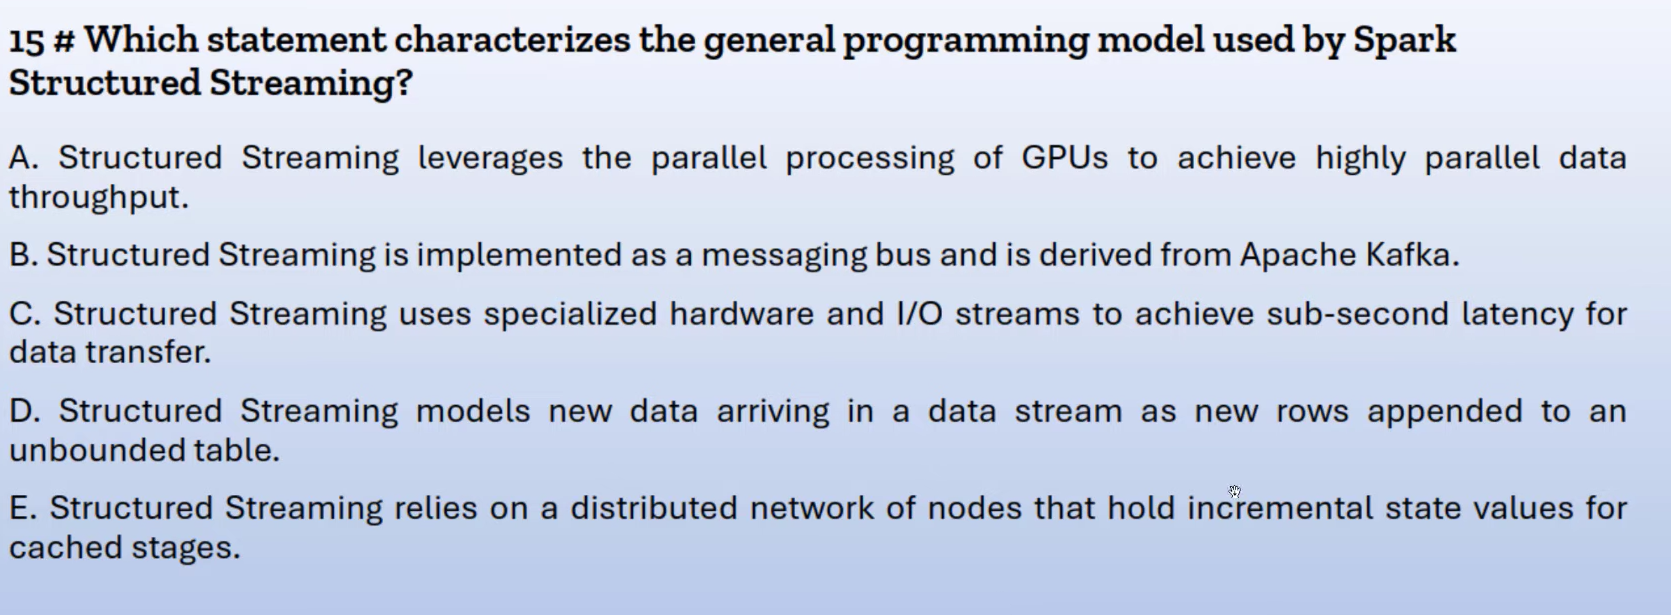 15 # Which statement characterizes the general programming model used by Spark
Structured Streaming?
A. Structured Streaming leverages the parallel processing of GPUs to achieve highly parallel data
throughput.
B. Structured Streaming is implemented as a messaging bus and is derived from Apache Kafka.
C. Structured Streaming uses specialized hardware and I/O streams to achieve sub-second latency for
data transfer.
D. Structured Streaming models new data arriving in a data stream as new rows appended to an
unbounded table.
E. Structured Streaming relies on a distributed network of nodes that hold incremental state values for
cached stages.